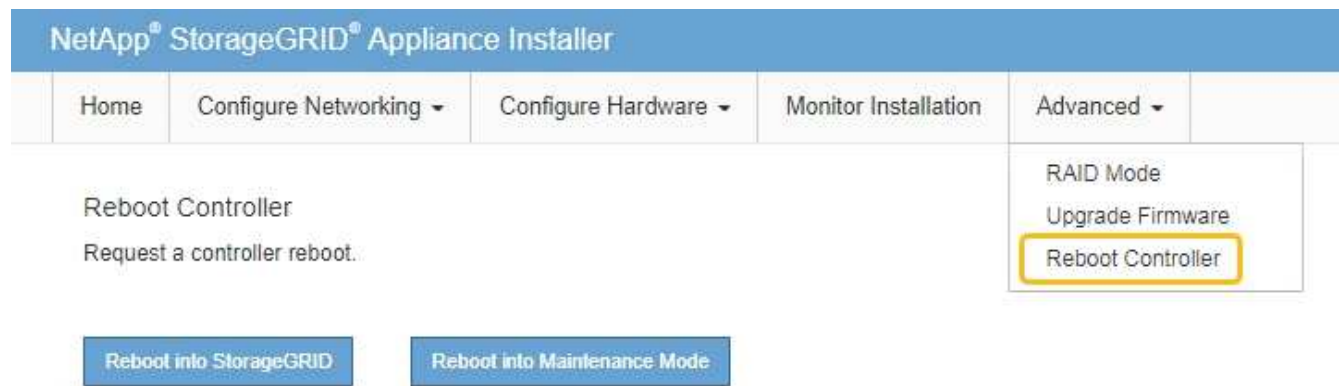 NetApp® StorageGRID® Appliance Installer
Home Configure Networking Configure Hardware Monitor Installation Advanced
RAID Mode
Upgrade Firmware
Reboot Controller
Reboot Controller
Request a controller reboot.
Reboot into StorageGRID Reboot into Maintenance Mode